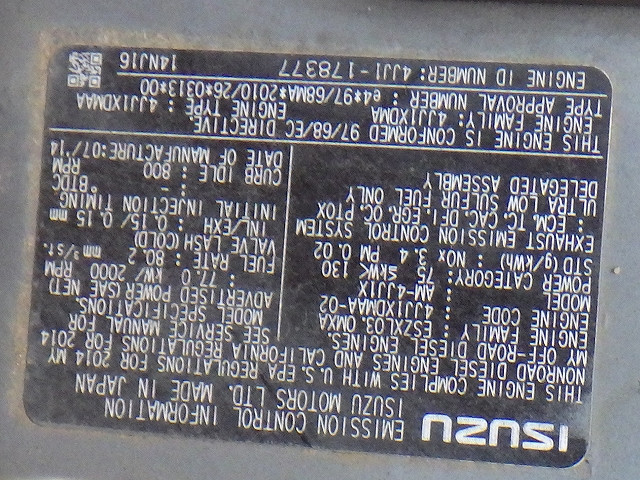 ISUZU
EMISSION CONTROL INFORMATION
ISUZU MOTORS LTD. MADE IN JAPAN
THIS ENGINE COMPLIES WITH U.S. EPA REGULATIONS FOR 2014 MY
NONROAD DIESEL ENGINES AND CALIFORNIA REGULATIONS FOR 2014
MY OFF-ROAD DIESEL ENGINES.
ENGINE FAMILY : ESZXL03.0MXA
ENGINE CODE : 4JJ1XDMAA-02
MODEL : AM-4JJ1X
POWER CATEGORY : 75 ≤kW< 130
STD(g/kWh) : NOx 3.4 PM 0.02
EXHAUST EMISSION CONTROL SYSTEM
: ECM, TC, CAC, DFI, EGR, OC, PTOX
ULTRA LOW SULFUR FUEL ONLY
DELEGATED ASSEMBLY
SEE SERVICE MANUAL FOR
MODEL SPECIFICATIONS.
ADVERTISED POWER(SAE NET)
: 77.0 kW/ 2000 RPM
FUEL RATE: 80.2 mm³/st.
VALVE LASH (COLD)
INL/EXH : 0.15/ 0.15 mm
INITIAL INJECTION TIMING
: - °BTDC
CURB IDLE : 800 RPM
DATE OF MANUFACTURE:07/'14
THIS ENGINE IS CONFORMED 97/68/EC DIRECTIVE.
ENGINE FAMILY: 4JJ1XDMA ENGINE TYPE : 4JJ1XDMAA
TYPE APPROVAL NUMBER : e4*97/68MA*2010/26*0313*00
ENGINE ID NUMBER: 4JJ1-178377 14NJ16